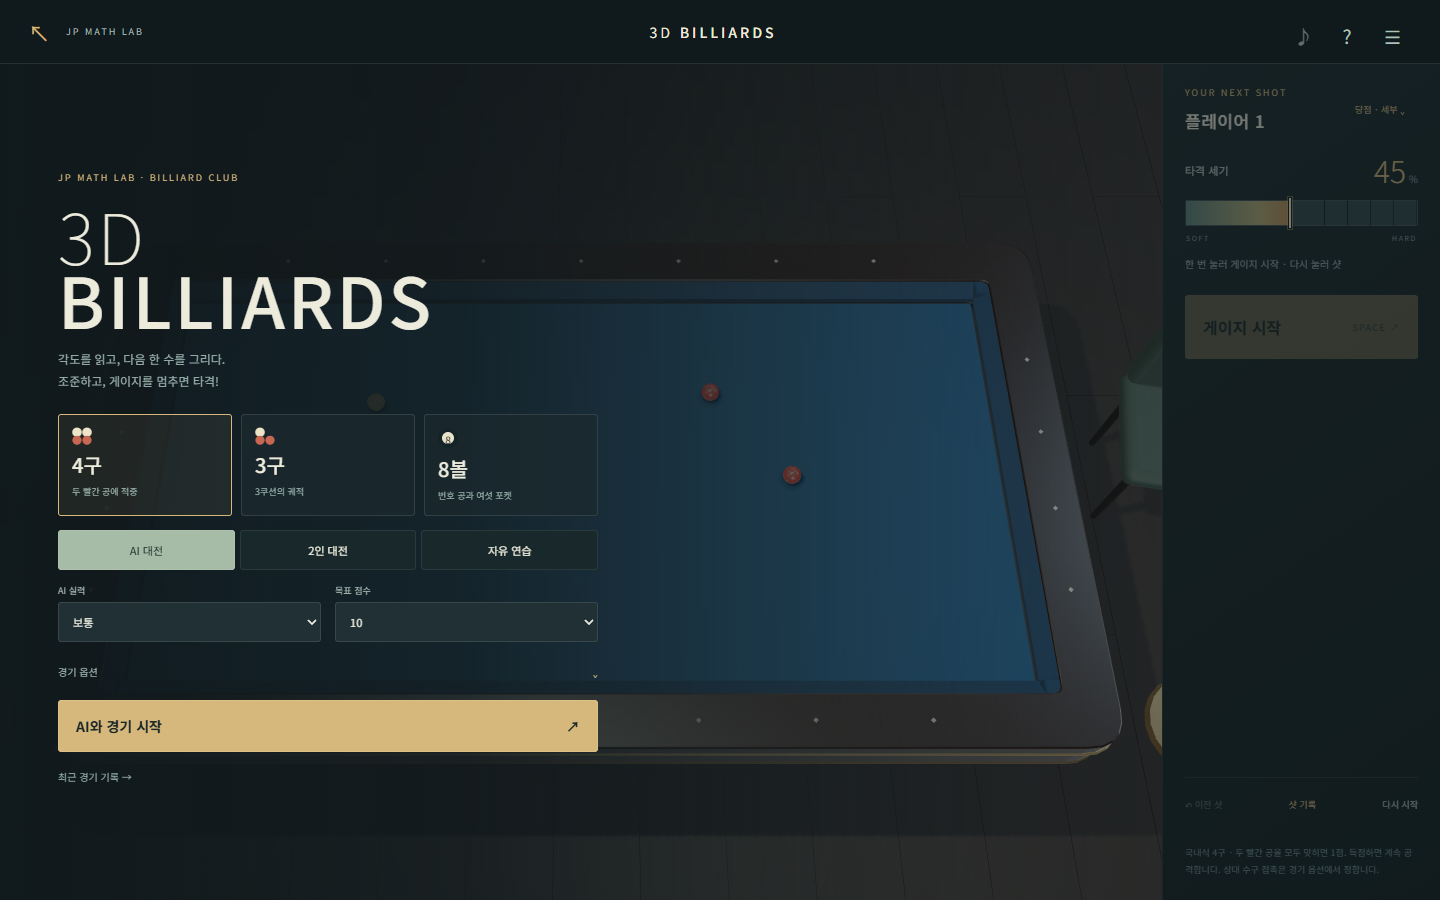 JP MATH LAB
3D BILLIARDS
?
JP MATH LAB · BILLIARD CLUB
3D
BILLIARDS
각도를 읽고, 다음 한 수를 그리다.
조준하고, 게이지를 멈추면 타격!
4구
두 빨간 공에 적중
3구
3쿠션의 궤적
8
8볼
번호 공과 여섯 포켓
AI 대전
2인 대전
자유 연습
AI 실력
목표 점수
보통
10
경기 옵션
AI와 경기 시작 ↗
최근 경기 기록 →
YOUR NEXT SHOT
플레이어 1
당점 · 세부
타격 세기
45 %
SOFT
HARD
한 번 눌러 게이지 시작 · 다시 눌러 샷
게이지 시작
SPACE ↗
↶ 이전 샷
샷 기록
다시 시작
국내식 4구 · 두 빨간 공을 모두 맞히면 1점. 득점하면 계속 공
격합니다. 상대 수구 접촉은 경기 옵션에서 정합니다.